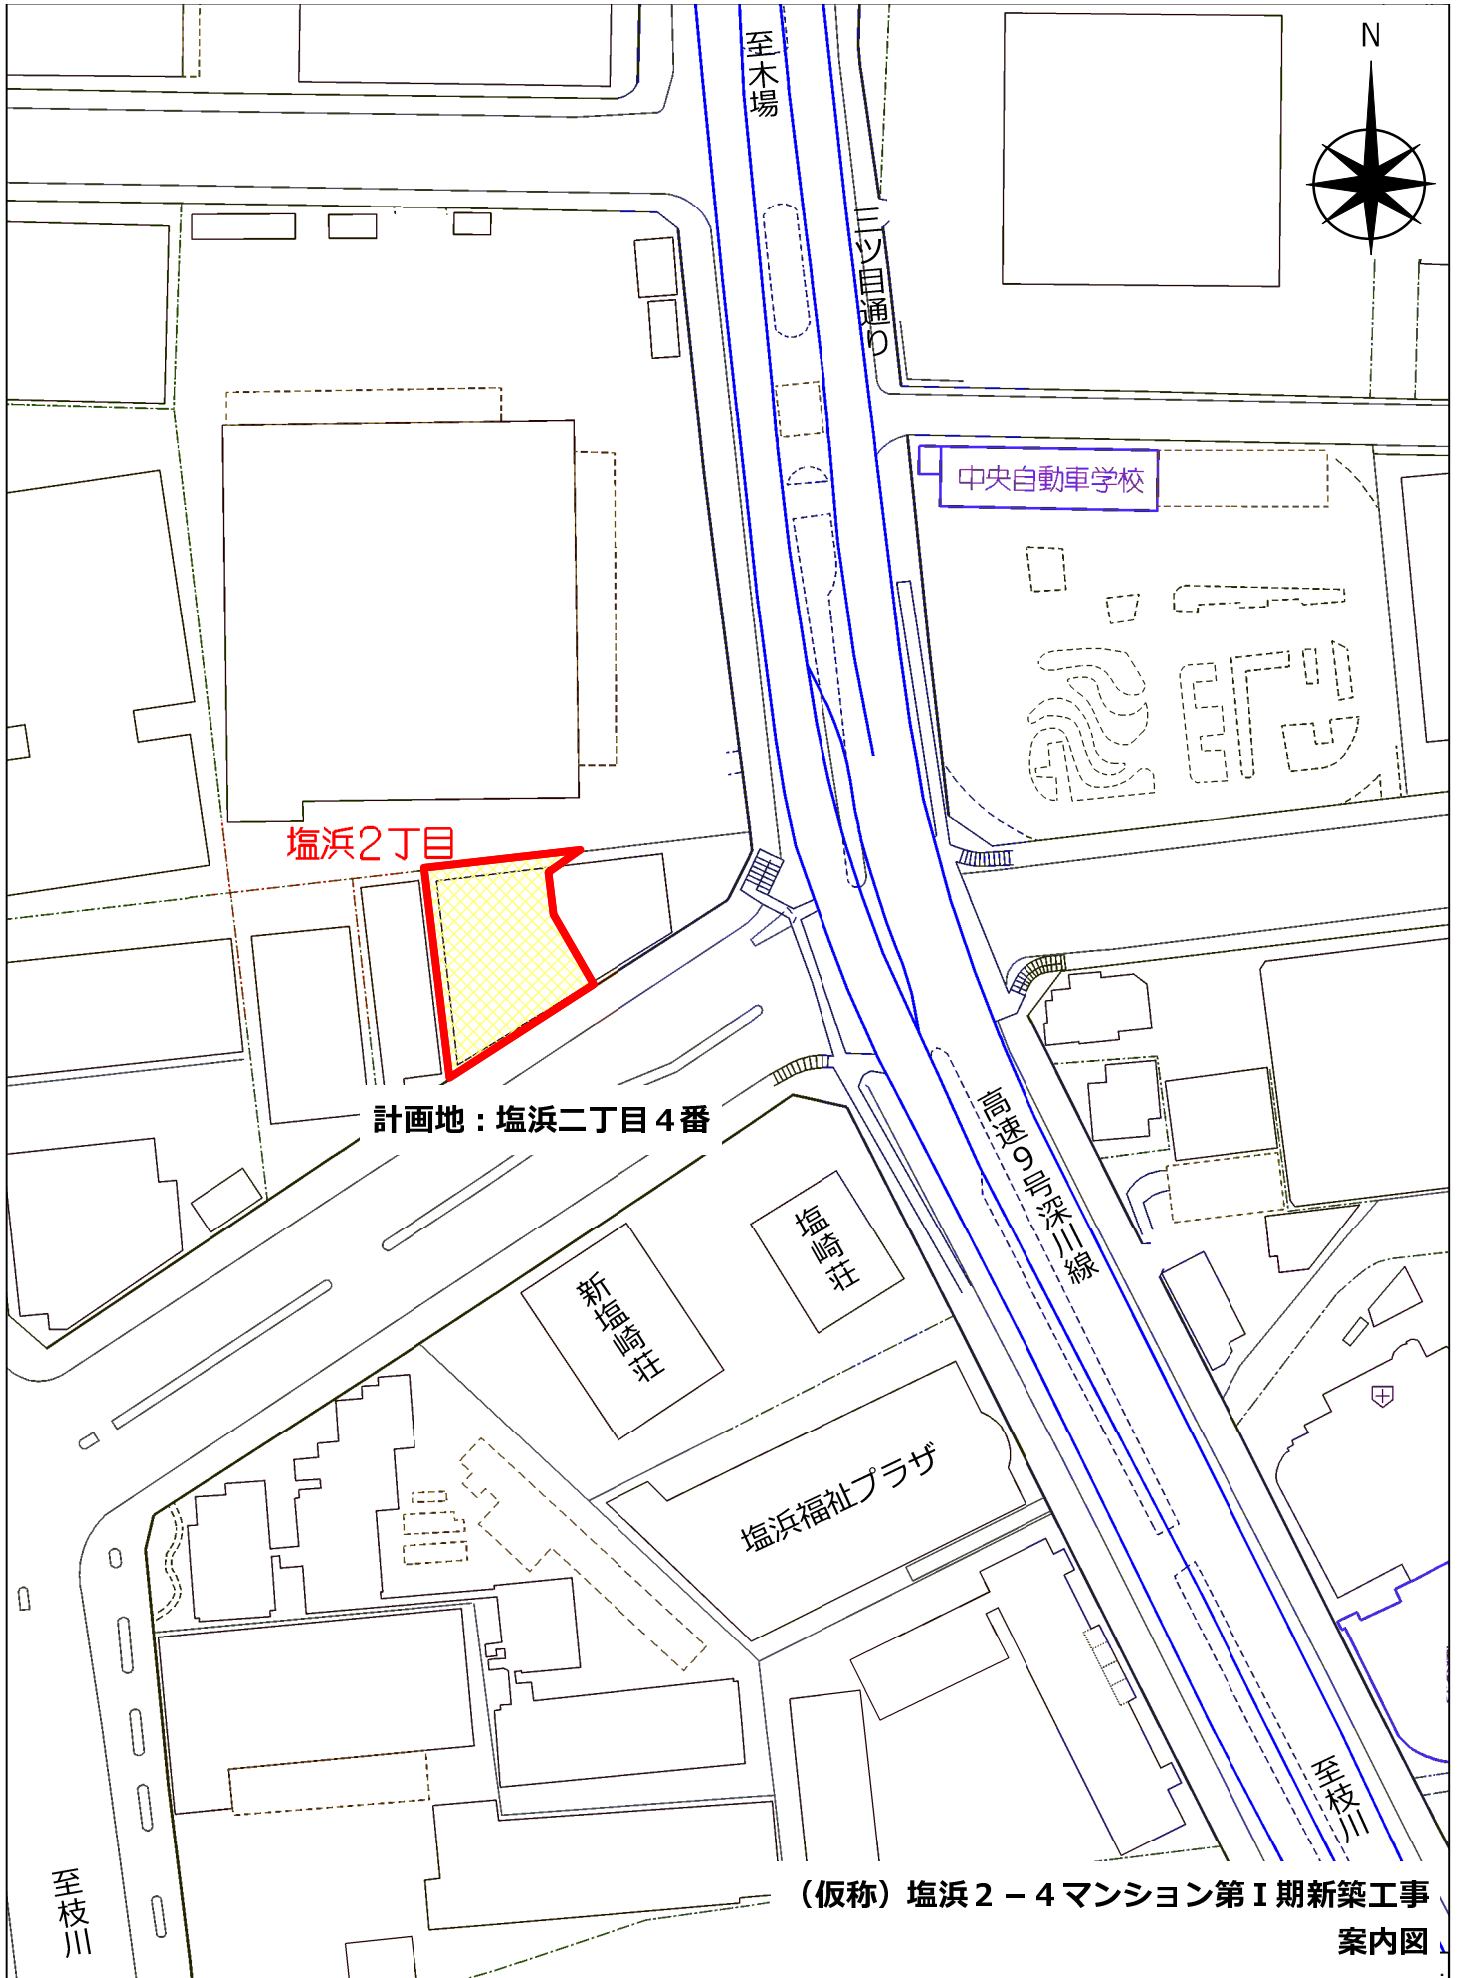 至木場
N
三ツ目通り
中央自動車学校
塩浜2丁目
計画地：塩浜二丁目４番
高速9号深川線
塩崎荘
新塩崎荘
塩浜福祉プラザ
至枝川
至枝川
（仮称）塩浜２－４マンション第Ⅰ期新築工事
案内図